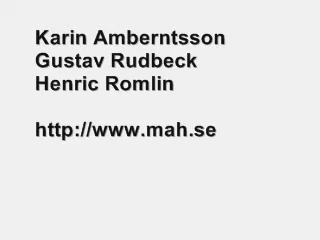 Karin Amberntsson
Gustav Rudbeck
Henric Romlin
http://www.mah.se